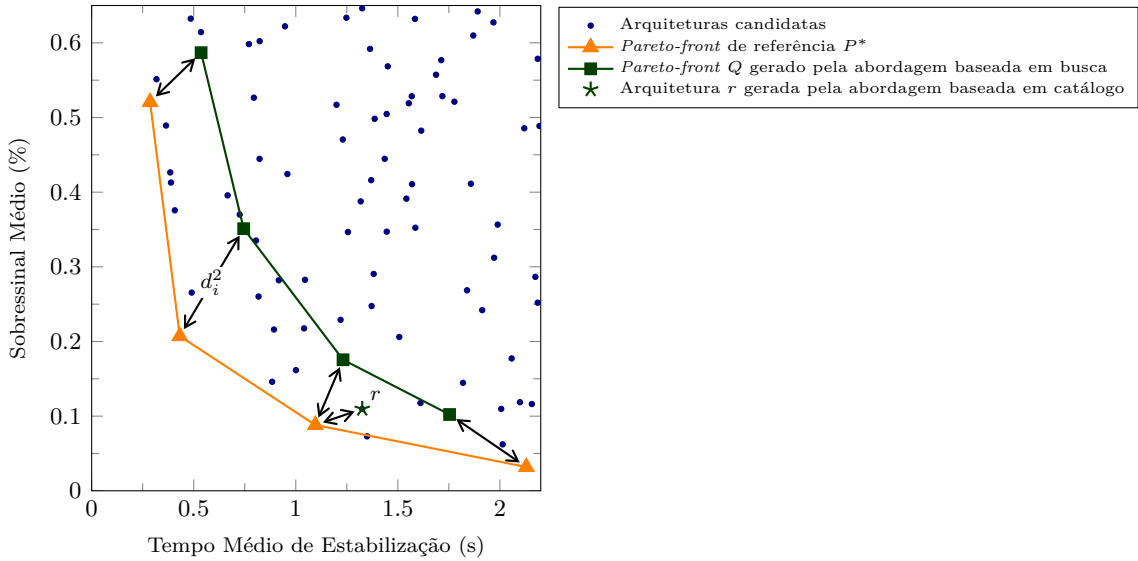 Arquiteturas candidatas
Pareto-front de referência P*
Pareto-front Q gerado pela abordagem baseada em busca
Arquitetura r gerada pela abordagem baseada em catálogo
Sobressinal Médio (%)
0.6
0.5
0.4
0.3
0.2
0.1
0
d_i^2
r
0
0.5
1
1.5
2
Tempo Médio de Estabilização (s)